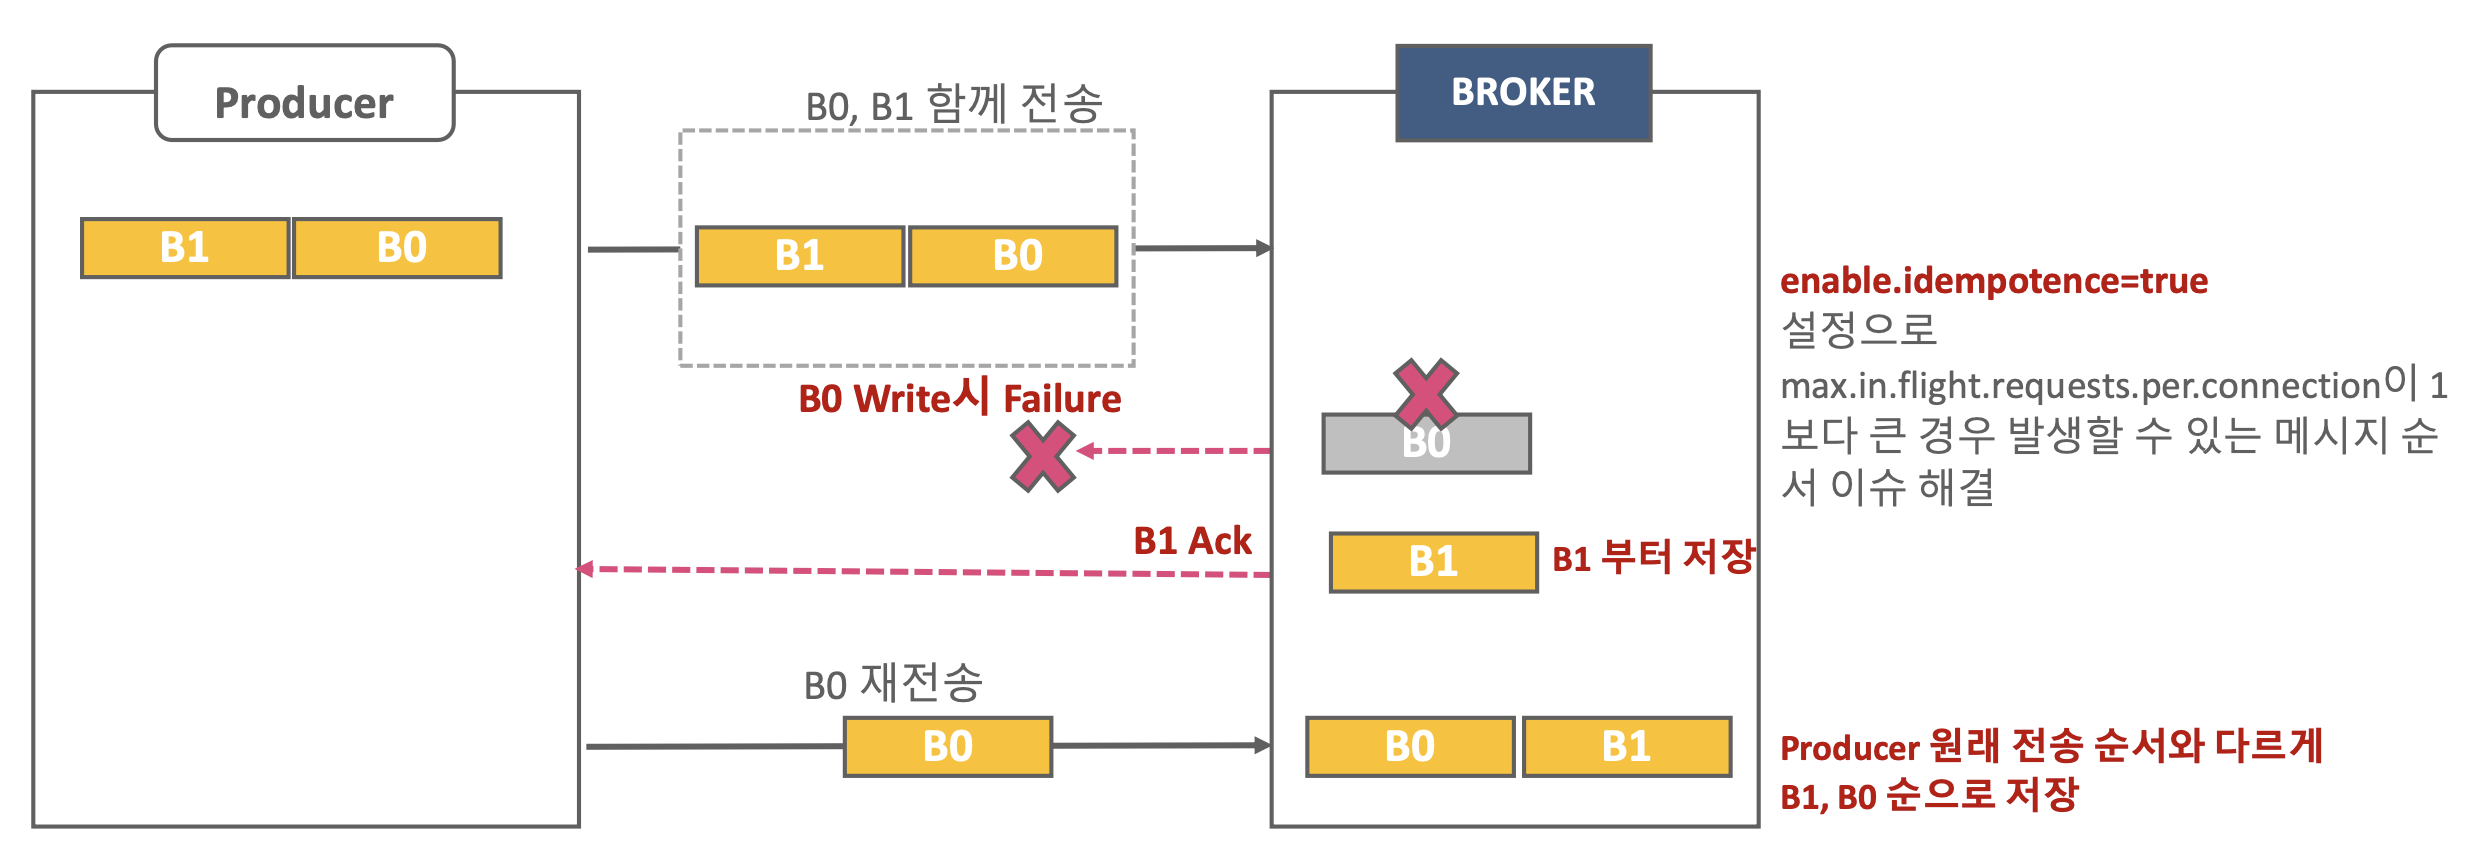 Producer
B0, B1 함께 전송
BROKER
B1
B0
B1
B0
enable.idempotence=true
설정으로
max.in.flight.requests.per.connection이 1
보다 큰 경우 발생할 수 있는 메시지 순
서 이슈 해결
B0 Write시 Failure
B0
B1 Ack
B1
B1 부터 저장
B0 재전송
B0
B0
B1
Producer 원래 전송 순서와 다르게
B1, B0 순으로 저장